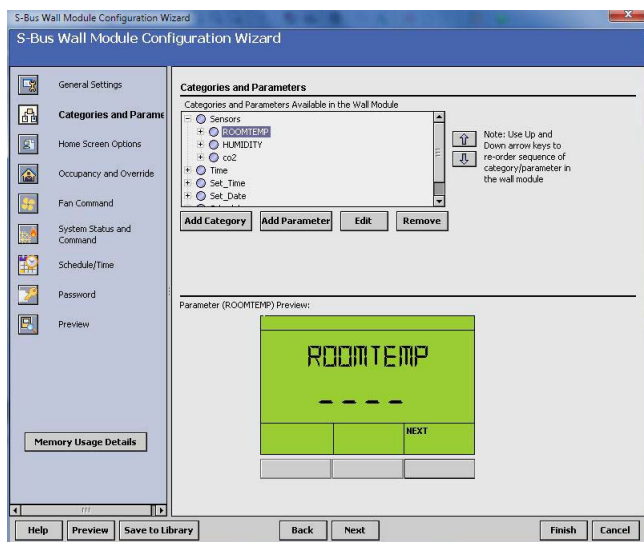 S-Bus Wall Module Configuration Wizard
S-Bus Wall Module Configuration Wizard
General Settings
Categories and Parame
Home Screen Options
Occupancy and Override
Fan Command
System Status and
Command
Schedule/Time
Password
Preview
Memory Usage Details
Categories and Parameters
Categories and Parameters Available in the Wall Module
Sensors
ROOMTEMP
HUMIDITY
co2
Time
Set_Time
Set_Date
Note: Use Up and
Down arrow keys to
re-order sequence of
category/parameter in
the wall module
Add Category Add Parameter Edit Remove
Parameter (ROOMTEMP) Preview:
ROOMTEMP
- - - -
NEXT
Help Preview Save to Library Back Next Finish Cancel